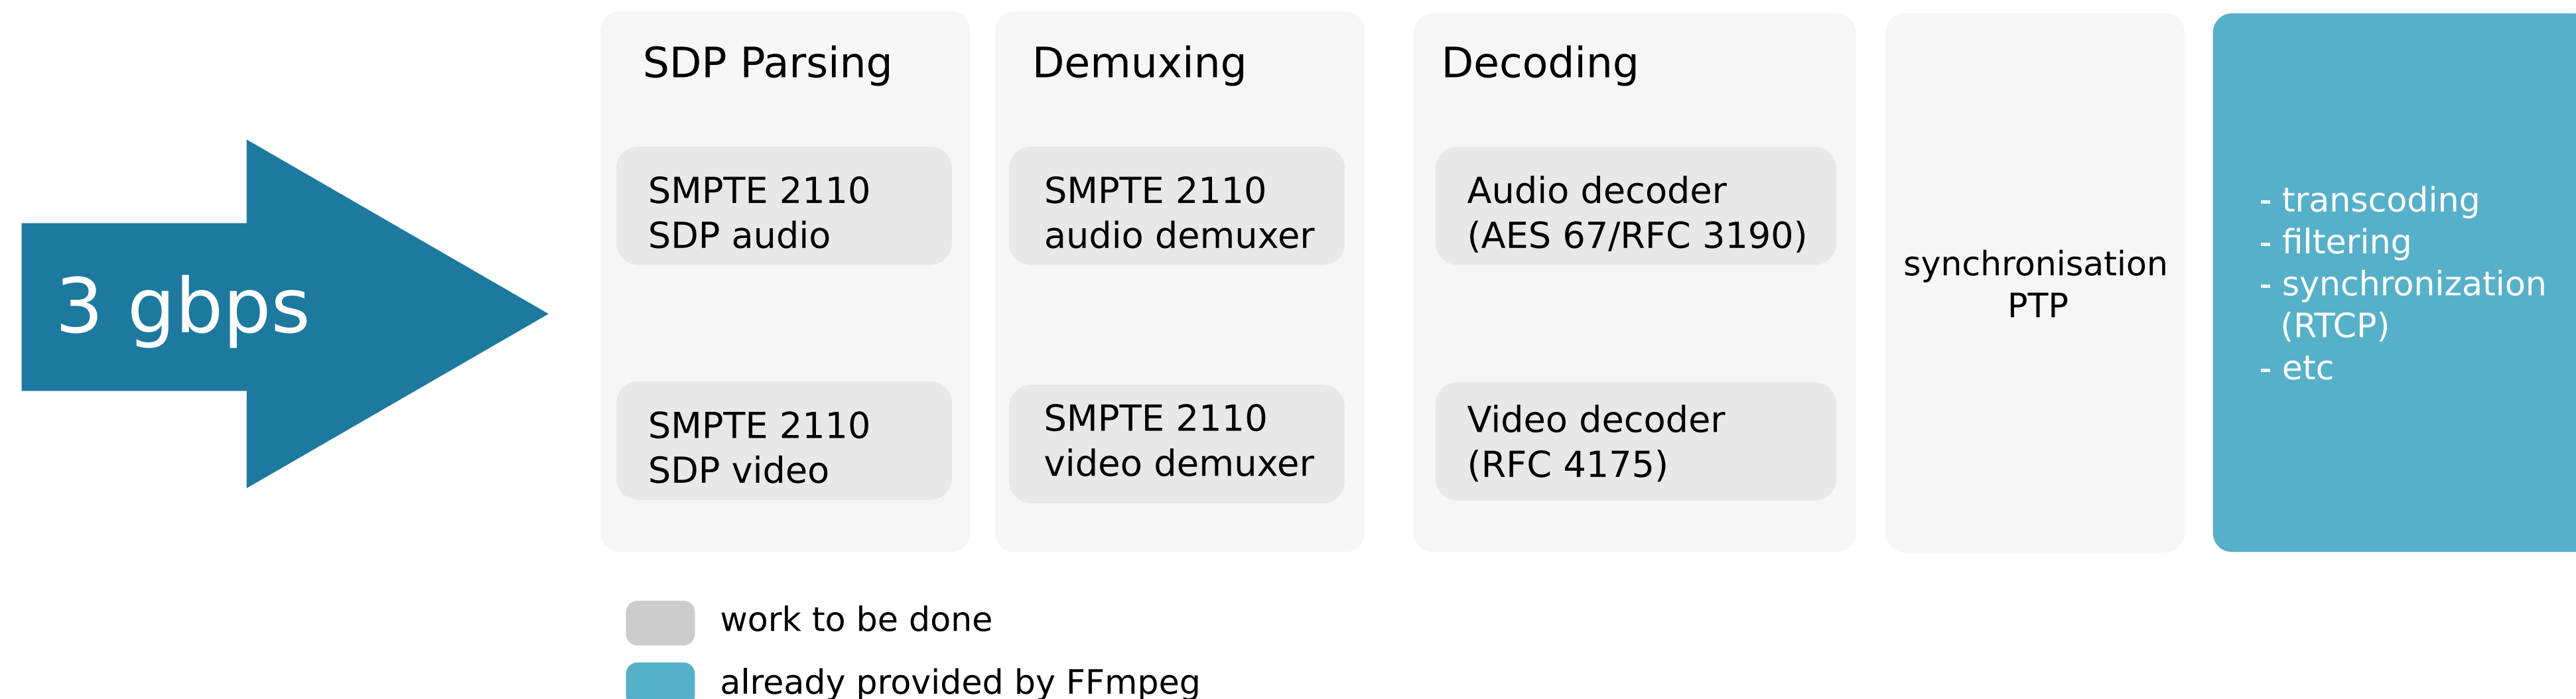 3 gbps
SDP Parsing
SMPTE 2110
SDP audio
SMPTE 2110
SDP video
Demuxing
SMPTE 2110
audio demuxer
SMPTE 2110
video demuxer
Decoding
Audio decoder
(AES 67/RFC 3190)
Video decoder
(RFC 4175)
synchronisation
PTP
- transcoding
- filtering
- synchronization
(RTCP)
- etc
work to be done
already provided by FFmpeg